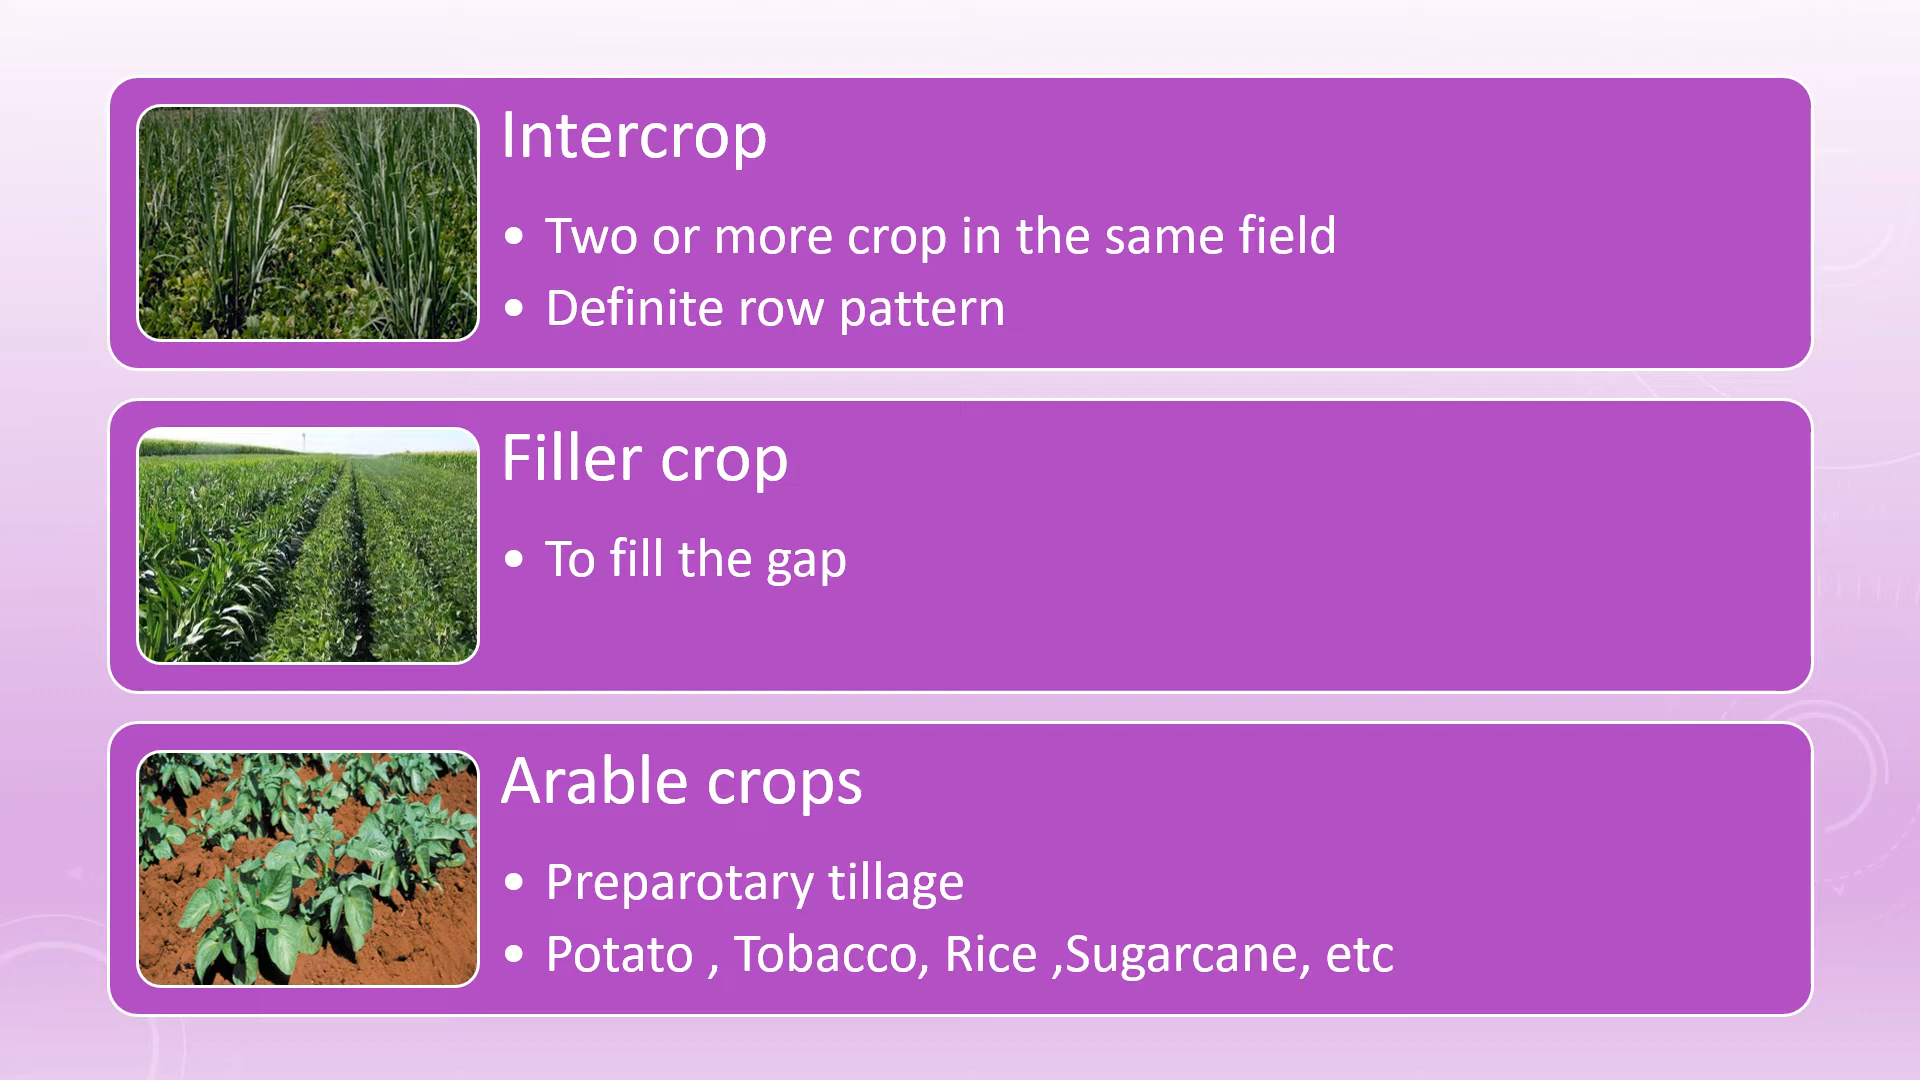 Intercrop
• Two or more crop in the same field
• Definite row pattern
Filler crop
• To fill the gap
Arable crops
• Preparotary tillage
• Potato , Tobacco, Rice ,Sugarcane, etc